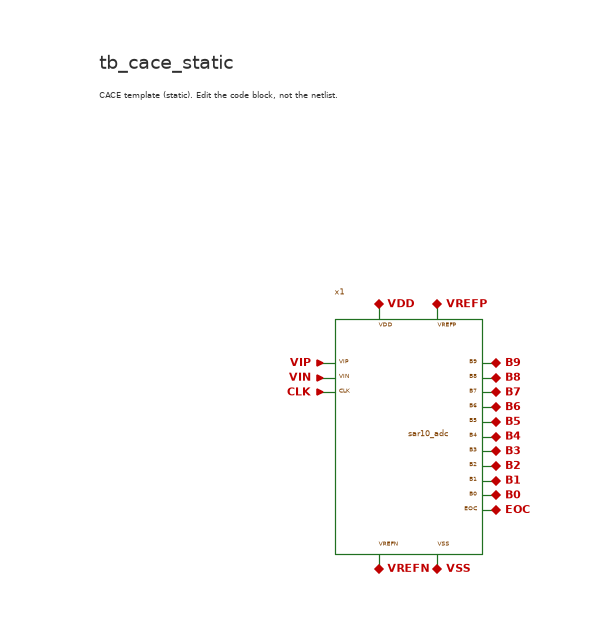 tb_cace_static
CACE template (static). Edit the code block, not the netlist.
x1
VDD VREFP
VDD VREFP
VIP VIP B9 B9
VIN VIN B8 B8
CLK CLK B7 B7
B6 B6
B5 B5
sar10_adc B4 B4
B3 B3
B2 B2
B1 B1
B0 B0
EOC EOC
VREFN VSS
VREFN VSS